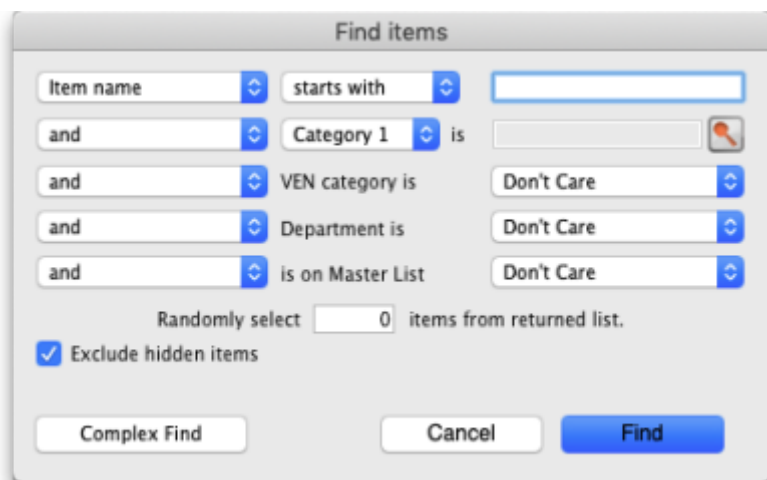 Find items
Item name starts with
and Category 1 is
and VEN category is Don't Care
and Department is Don't Care
and is on Master List Don't Care
Randomly select 0 items from returned list.
Exclude hidden items
Complex Find Cancel Find